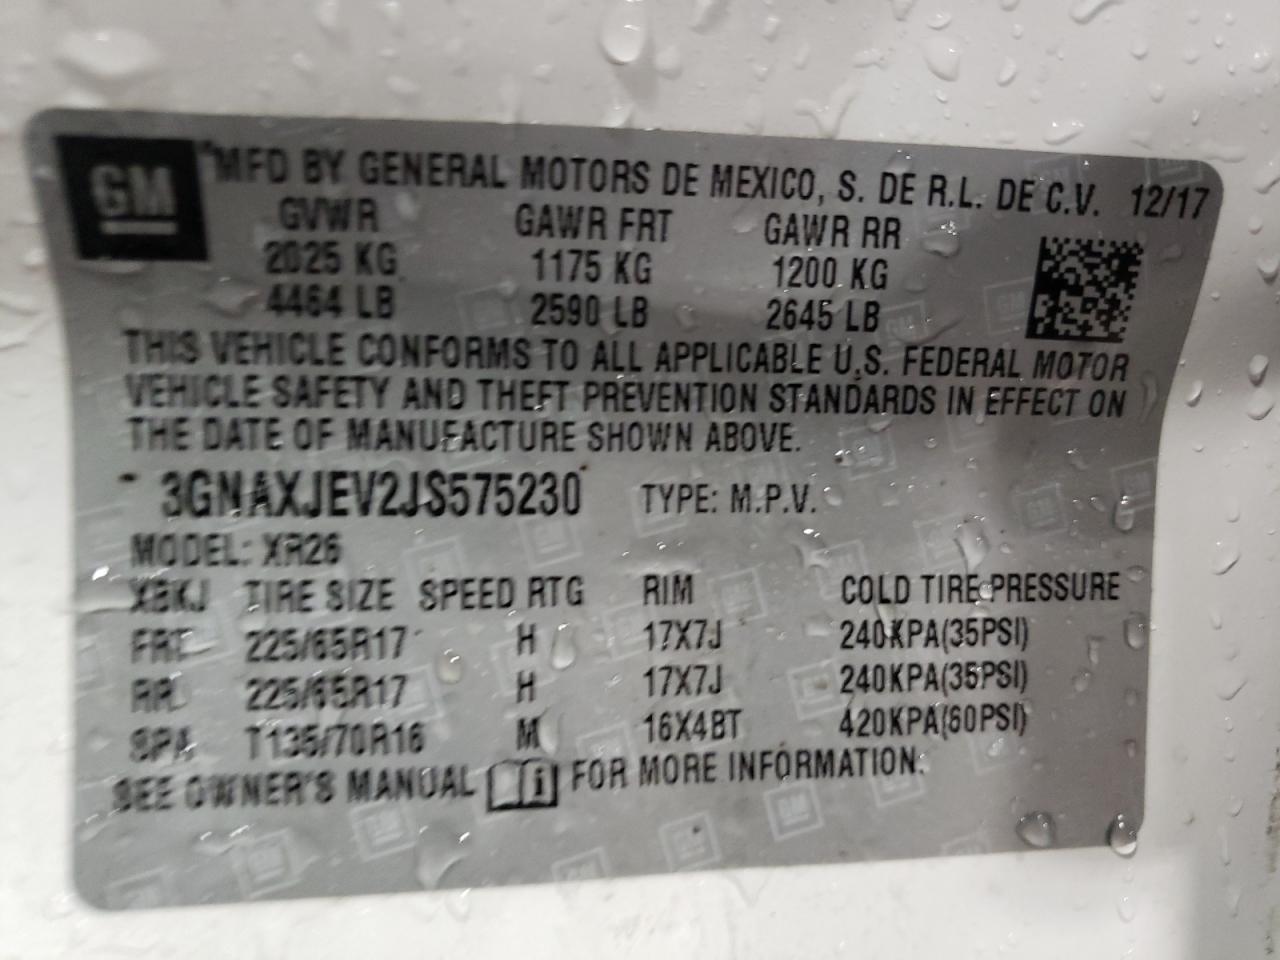 GM
MFD BY GENERAL MOTORS DE MEXICO, S. DE R.L. DE C.V. 12/17
GVWR GAWR FRT GAWR RR
2025 KG 1175 KG 1200 KG
4464 LB 2590 LB 2645 LB
THIS VEHICLE CONFORMS TO ALL APPLICABLE U.S. FEDERAL MOTOR
VEHICLE SAFETY AND THEFT PREVENTION STANDARDS IN EFFECT ON
THE DATE OF MANUFACTURE SHOWN ABOVE.
3GNAXJEV2JS575230 TYPE: M.P.V.
MODEL: XR26
TIRE SIZE SPEED RTG RIM COLD TIRE PRESSURE
FRT 225/65R17 H 17X7J 240KPA(35PSI)
RR 225/65R17 H 17X7J 240KPA(35PSI)
SPA T135/70R16 M 16X4BT 420KPA(60PSI)
SEE OWNER'S MANUAL FOR MORE INFORMATION.